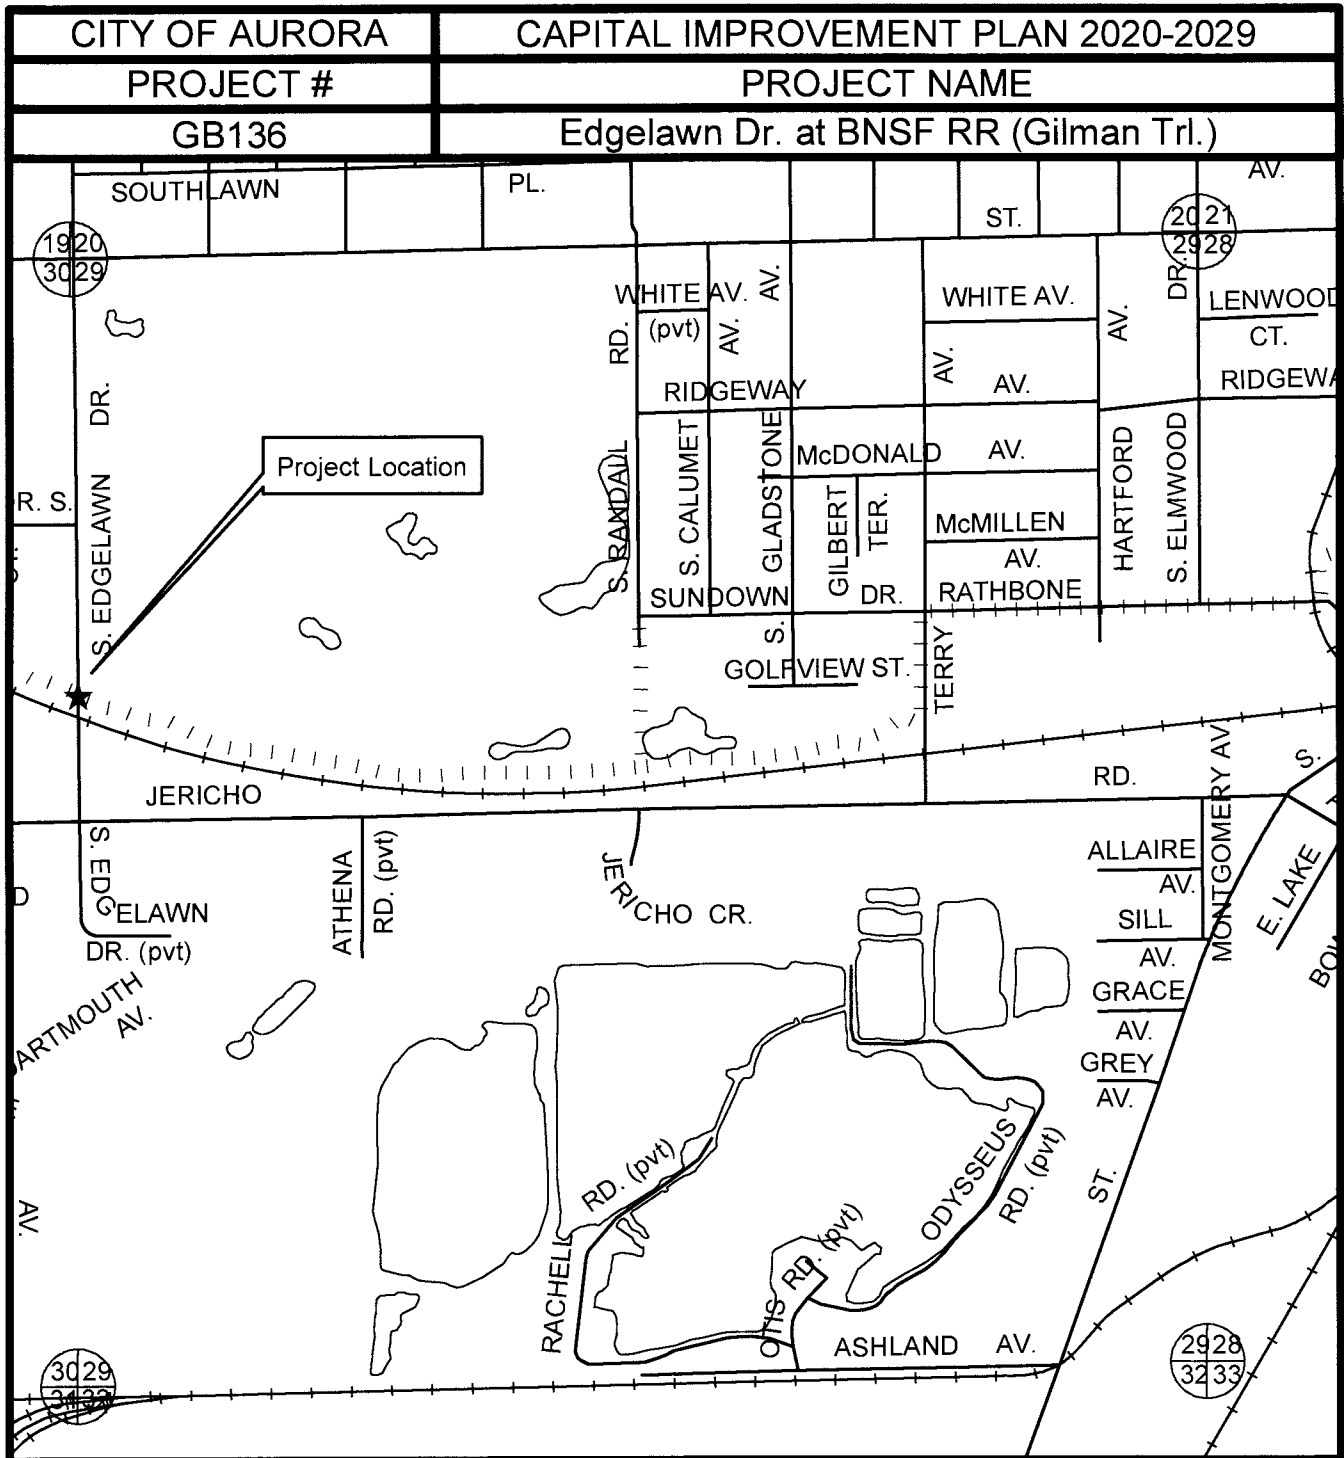 CITY OF AURORA
CAPITAL IMPROVEMENT PLAN 2020-2029
PROJECT #
PROJECT NAME
GB136
Edgelawn Dr. at BNSF RR (Gilman Trl.)
SOUTHLAWN
PL.
AV.
ST.
19 20
30 29
20 21
29 28
WHITE AV.
(pvt)
AV.
AV.
WHITE AV.
AV.
DR.
LENWOOD
CT.
RD.
RIDGEWAY
AV.
AV.
RIDGEWA
S. EDGELAWN DR.
Project Location
R. S.
S. RANDALL
S. CALUMET
S. GLADSTONE
McDONALD
AV.
GILBERT
TER.
McMILLEN
AV.
HARTFORD
S. ELMWOOD
SUNDOWN
DR.
RATHBONE
GOLFVIEW ST.
TERRY
JERICHO
RD.
S.
MONTGOMERY AV.
S. EDGELAWN
DR. (pvt)
ATHENA
RD. (pvt)
JERICHO CR.
ALLAIRE
AV.
SILL
AV.
GRACE
AV.
GREY
AV.
E. LAKE
D
ARTMOUTH
AV.
AV.
RACHELL
RD. (pvt)
ODYSSEUS
RD. (pvt)
ST.
OTIS RD. (pvt)
ASHLAND
AV.
30 29
29 28
32 33